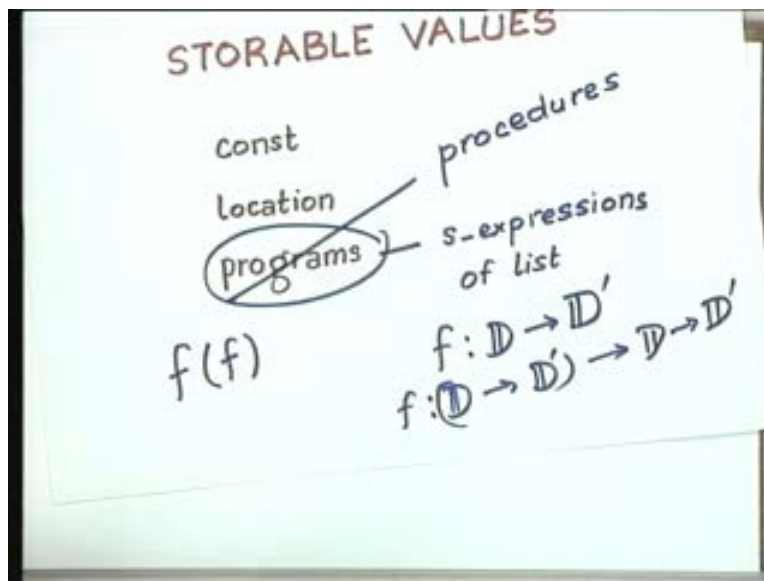 STORABLE VALUES
const
location
programs
procedures
s-expressions
of list
f(f)
f : 𝔻 → 𝔻'
f : (𝔻 → 𝔻') → 𝔻 → 𝔻'